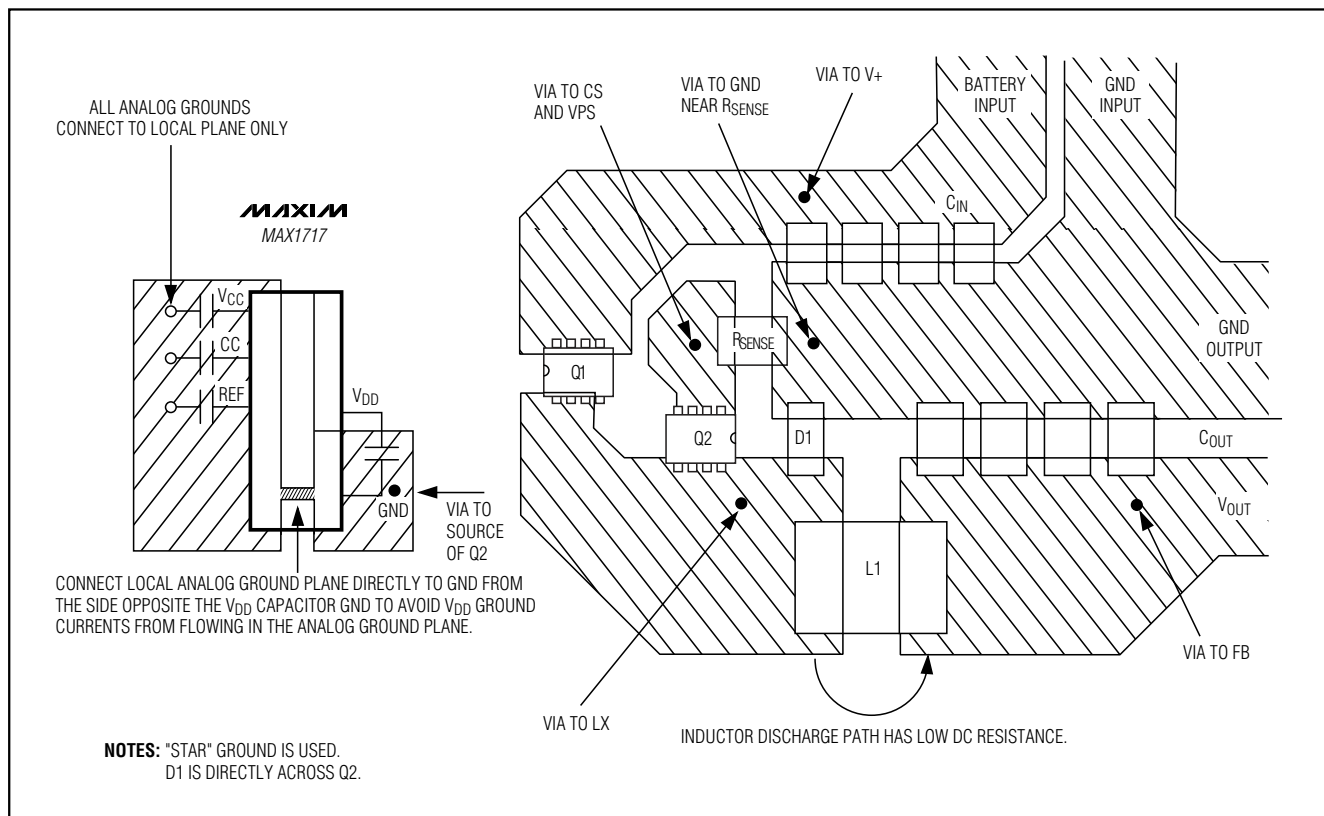 ALL ANALOG GROUNDS
CONNECT TO LOCAL PLANE ONLY
MAXIM
MAX1717
VCC
CC
REF
VDD
GND
VIA TO
SOURCE
OF Q2
CONNECT LOCAL ANALOG GROUND PLANE DIRECTLY TO GND FROM
THE SIDE OPPOSITE THE VDD CAPACITOR GND TO AVOID VDD GROUND
CURRENTS FROM FLOWING IN THE ANALOG GROUND PLANE.
NOTES: "STAR" GROUND IS USED.
D1 IS DIRECTLY ACROSS Q2.
VIA TO CS
AND VPS
VIA TO GND
NEAR RSENSE
VIA TO V+
BATTERY
INPUT
GND
INPUT
CIN
RSENSE
GND
OUTPUT
Q1
Q2
D1
COUT
VOUT
L1
VIA TO FB
VIA TO LX
INDUCTOR DISCHARGE PATH HAS LOW DC RESISTANCE.